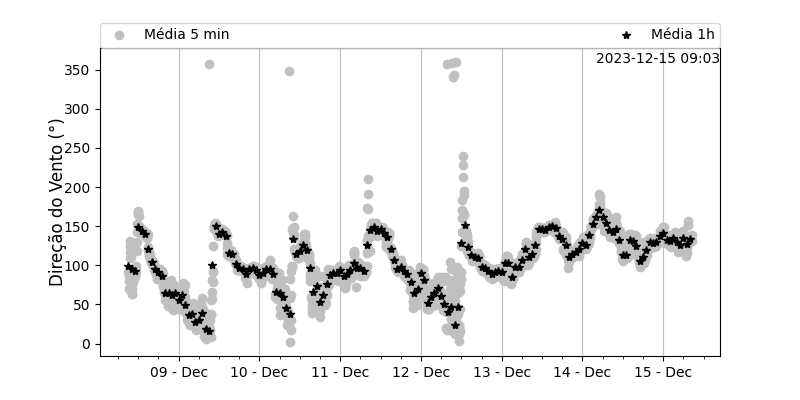 Média 5 min
Média 1h
2023-12-15 09:03
Direção do Vento (°)
350
300
250
200
150
100
50
0
09 - Dec
10 - Dec
11 - Dec
12 - Dec
13 - Dec
14 - Dec
15 - Dec